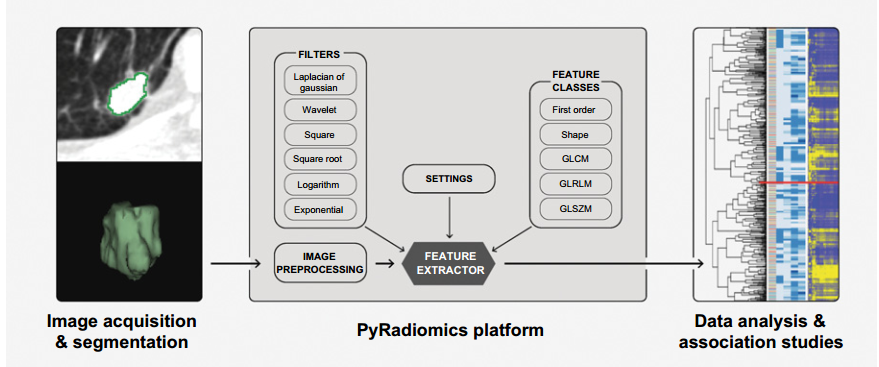 FILTERS
Laplacian of
gaussian
Wavelet
Square
Square root
Logarithm
Exponential
SETTINGS
FEATURE
CLASSES
First order
Shape
GLCM
GLRLM
GLSZM
IMAGE
PREPROCESSING
FEATURE
EXTRACTOR
Image acquisition
& segmentation
PyRadiomics platform
Data analysis &
association studies